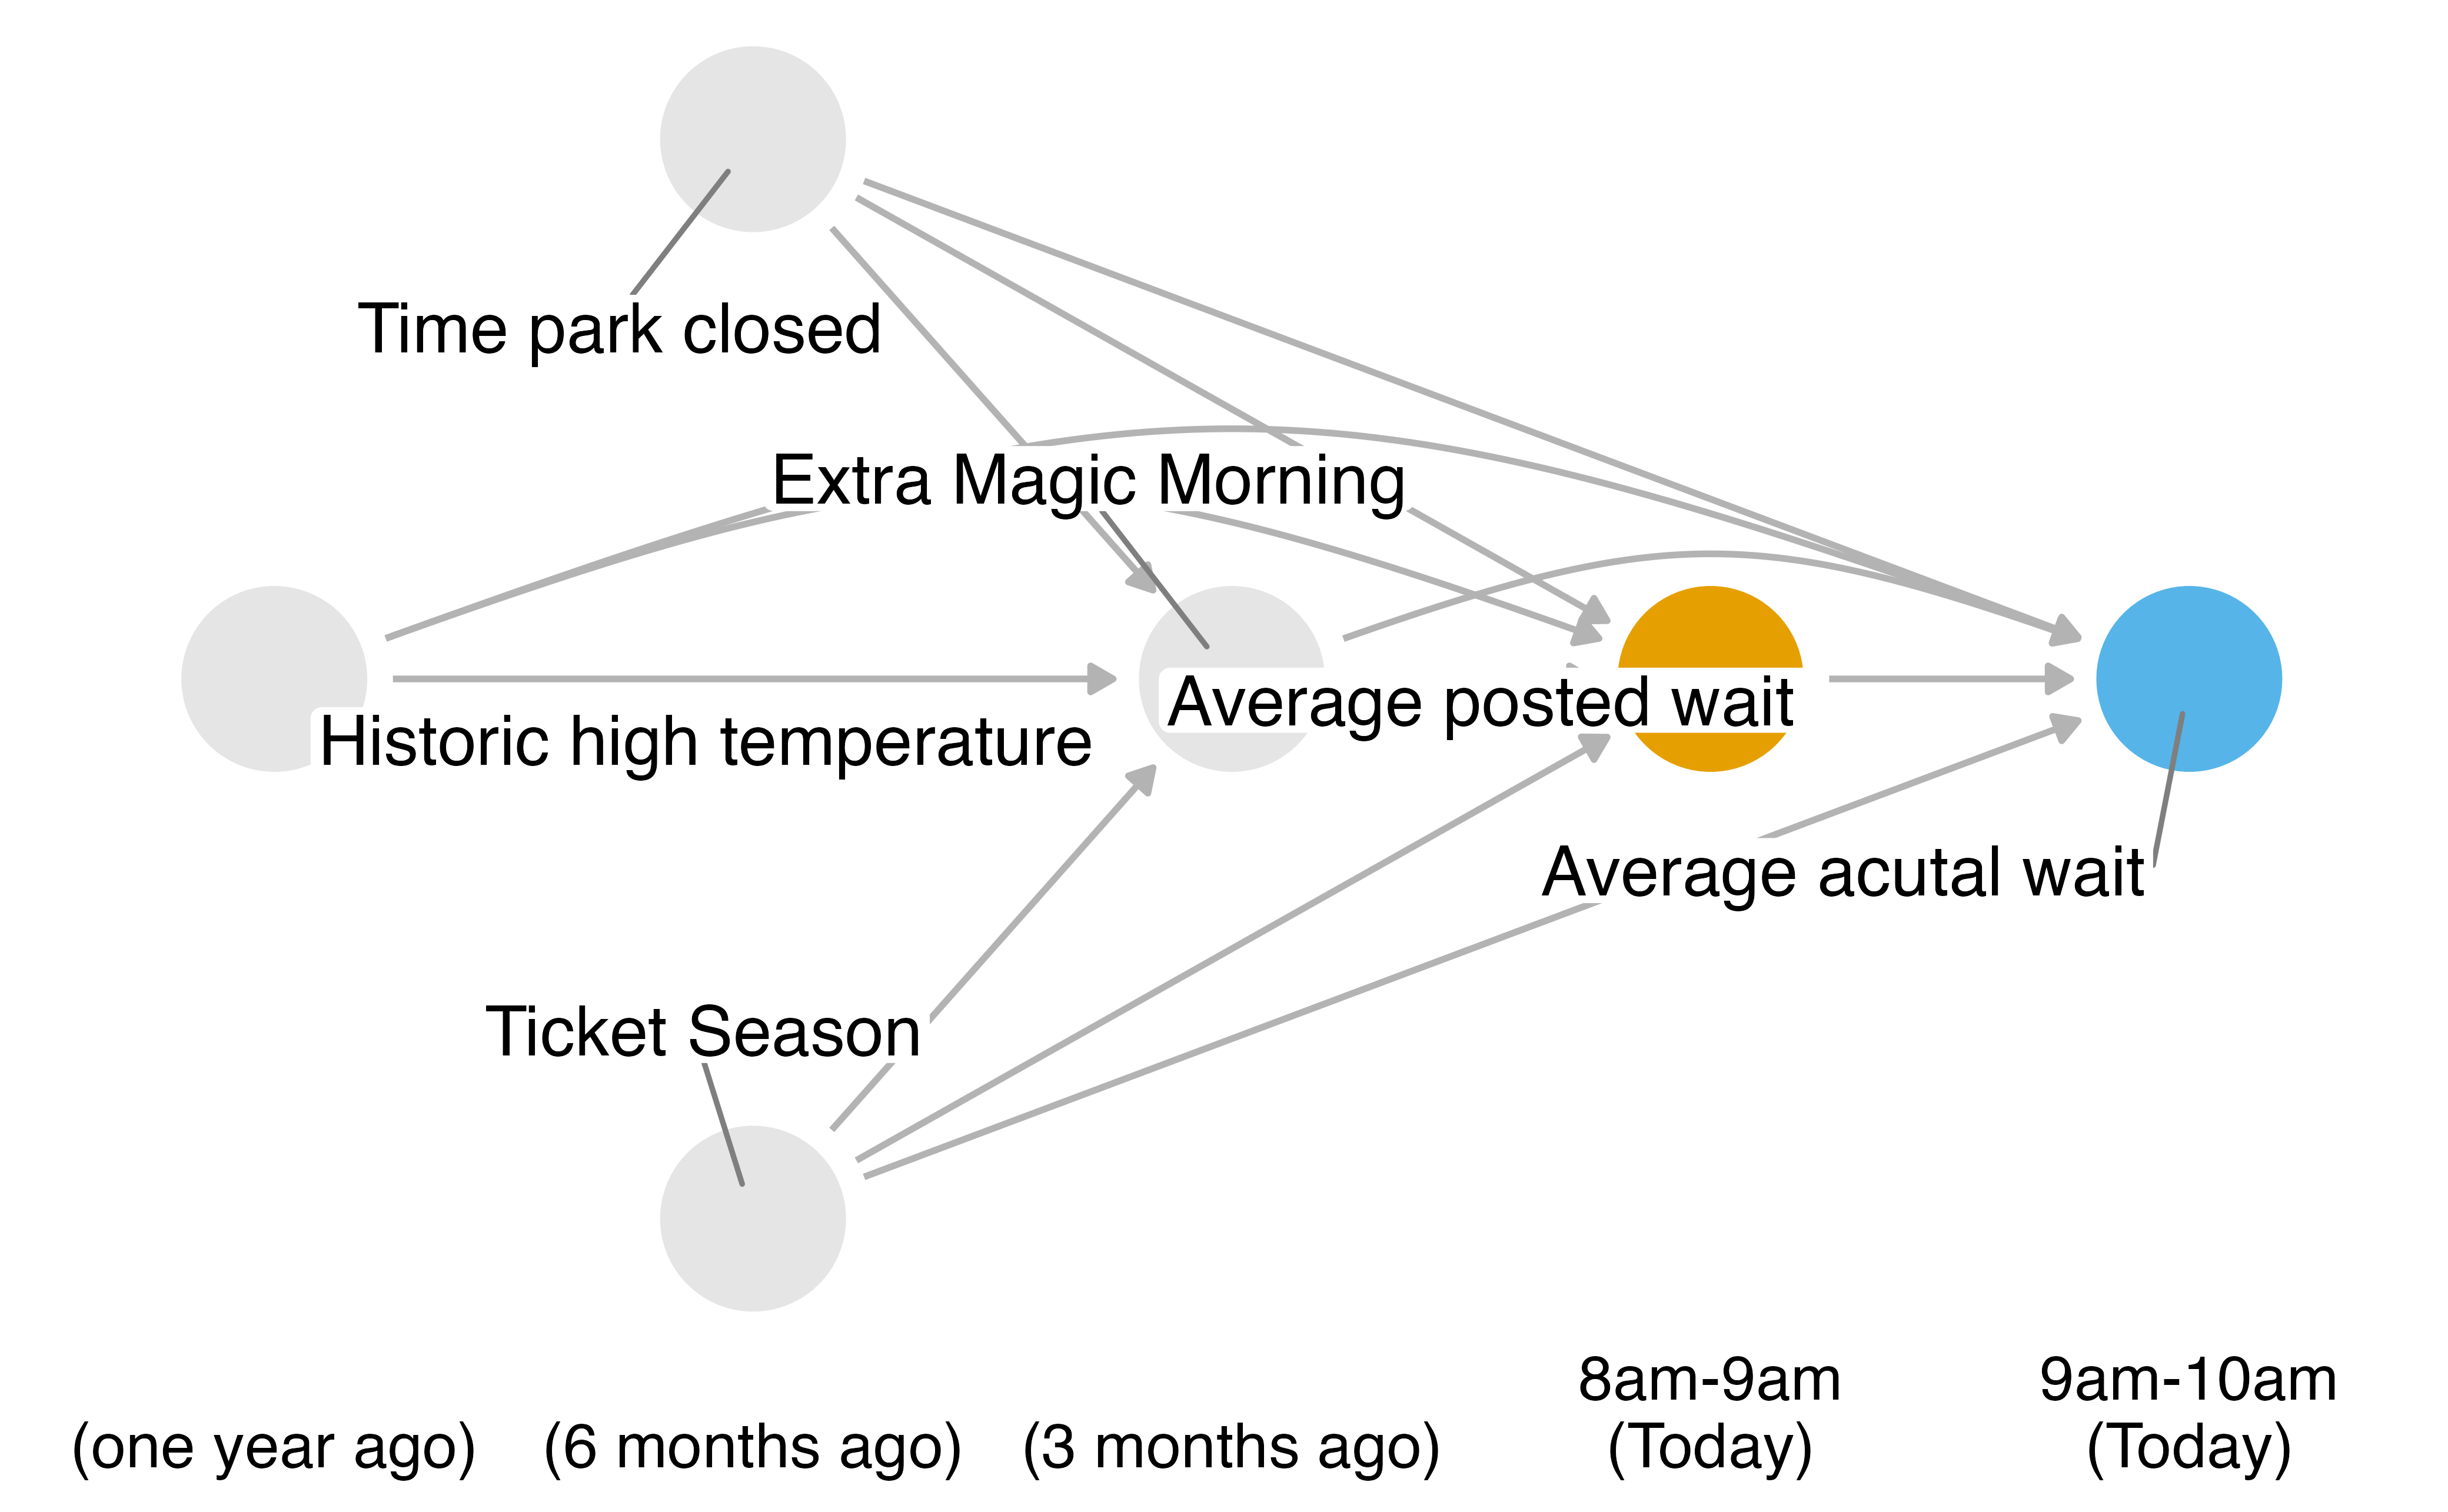 Time park closed
Extra Magic Morning
Average posted wait
Historic high temperature
Average acutal wait
Ticket Season
8am-9am
9am-10am
(one year ago)
(6 months ago)
(3 months ago)
(Today)
(Today)